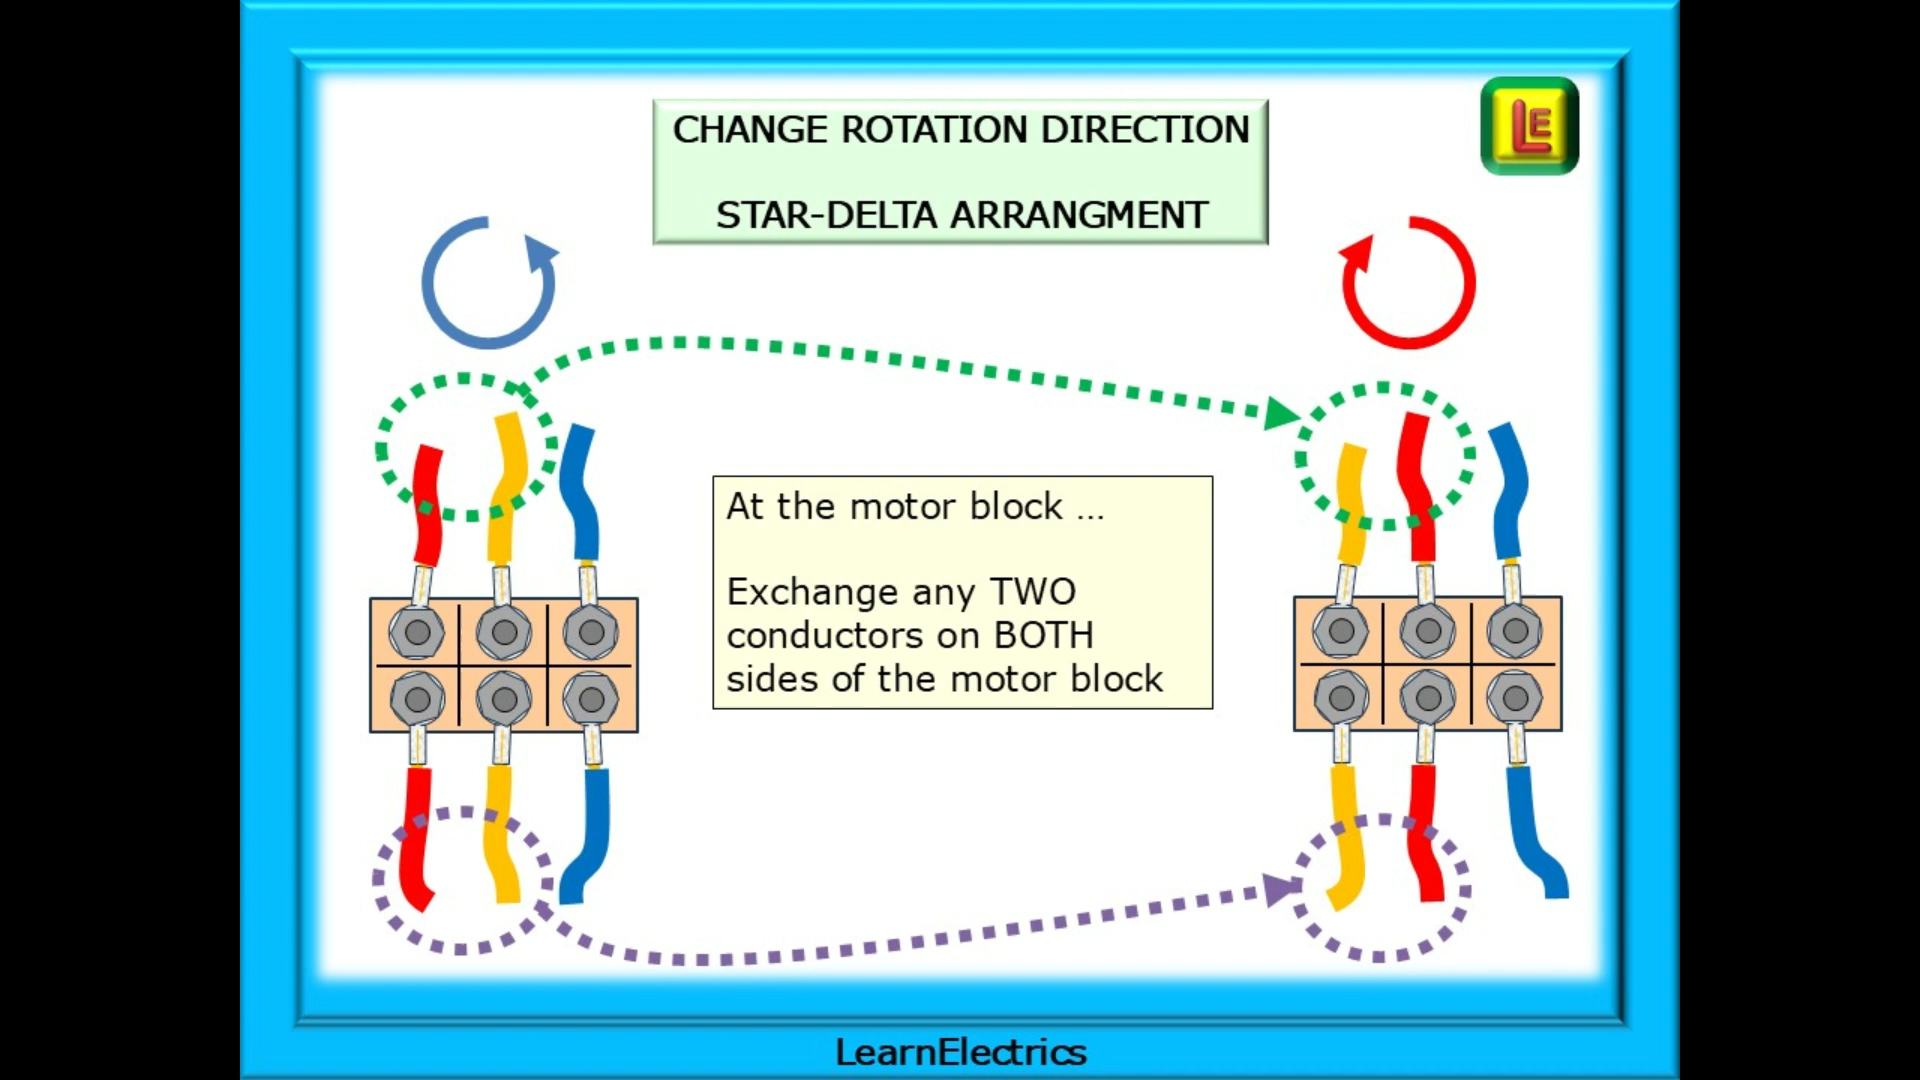 CHANGE ROTATION DIRECTION
STAR-DELTA ARRANGMENT
LE
At the motor block ...
Exchange any TWO
conductors on BOTH
sides of the motor block
LearnElectrics